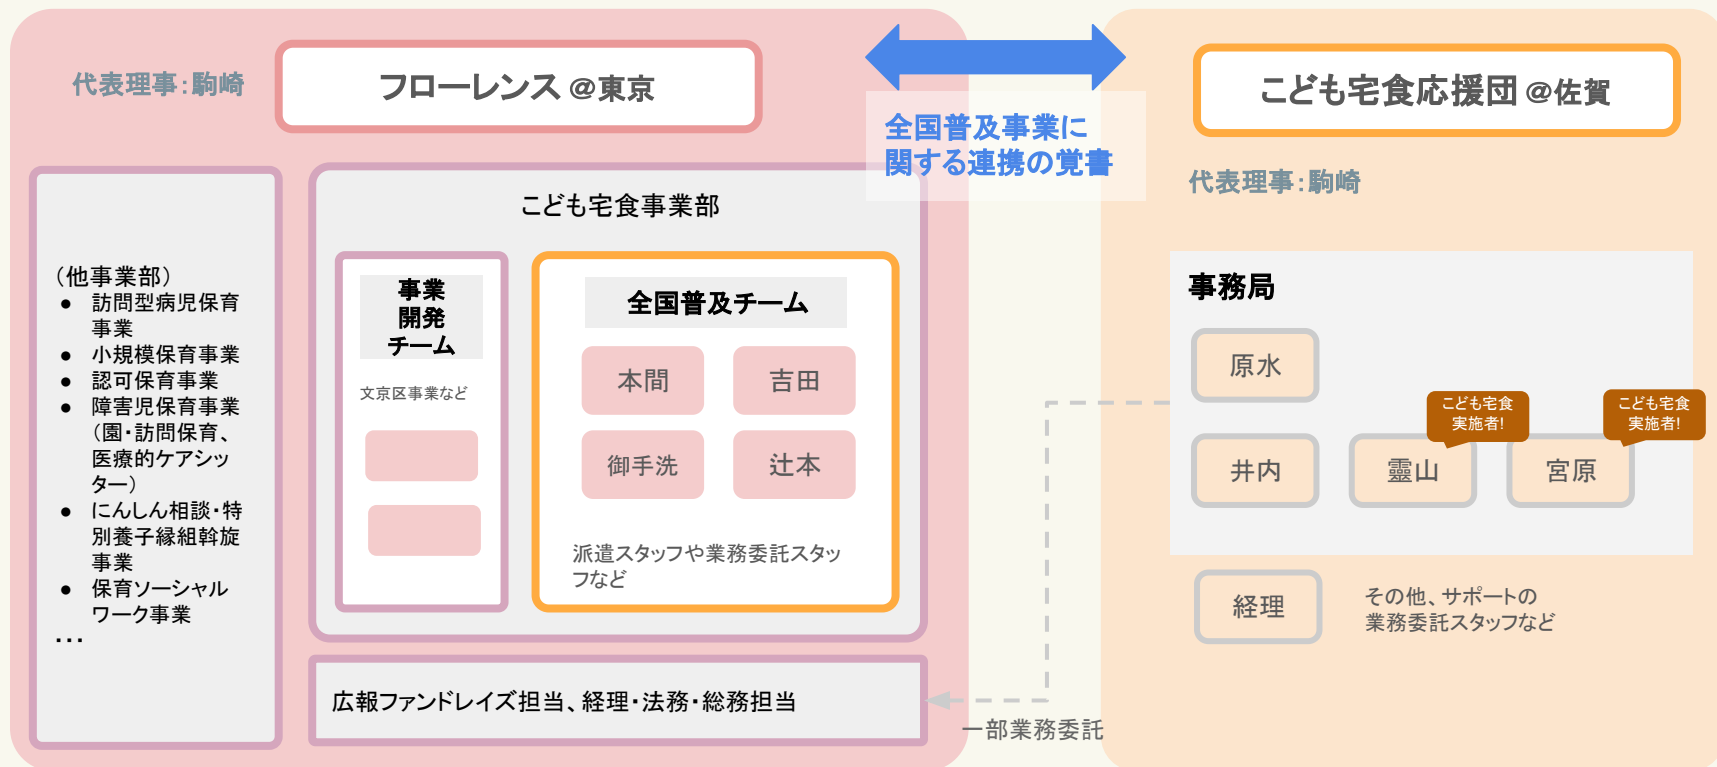 代表理事：駒崎
フローレンス＠東京
全国普及事業に
関する連携の覚書
こども宅食応援団＠佐賀
代表理事：駒崎
（他事業部）
● 訪問型病児保育
事業
● 小規模保育事業
● 認可保育事業
● 障害児保育事業
（園・訪問保育、
医療的ケアシッ
ター）
● にんしん相談・特
別養子縁組斡旋
事業
● 保育ソーシャル
ワーク事業
・・・
こども宅食事業部
事業
開発
チーム
文京区事業など
全国普及チーム
本間
吉田
御手洗
辻本
派遣スタッフや業務委託スタッ
フなど
広報ファンドレイズ担当、経理・法務・総務担当
一部業務委託
事務局
原水
井内
こども宅食
実施者！
靈山
こども宅食
実施者！
宮原
経理
その他、サポートの
業務委託スタッフなど